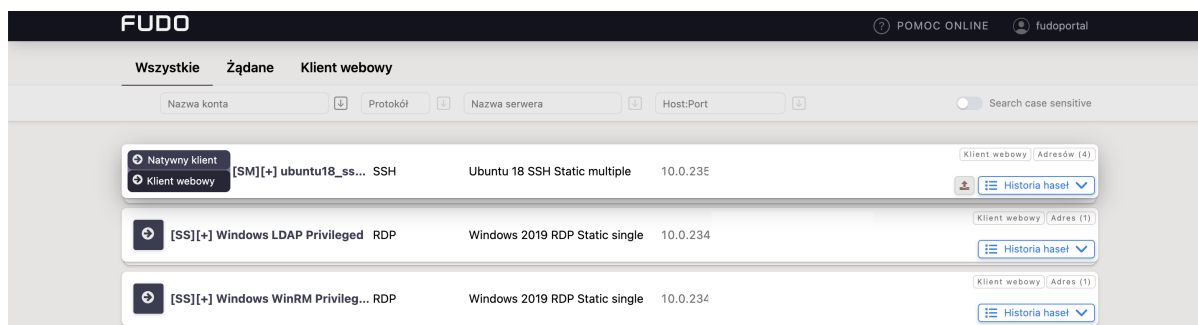 FUDO POMOC ONLINE fudoportal
Wszystkie Żądane Klient webowy
Nazwa konta Protokół Nazwa serwera Host:Port Search case sensitive
Klient webowy Adresów (4)
Natywny klient
[SM][+] ubuntu18_ss... SSH Ubuntu 18 SSH Static multiple 10.0.235
Klient webowy
Historia haseł
Klient webowy Adres (1)
[SS][+] Windows LDAP Privileged RDP Windows 2019 RDP Static single 10.0.234
Historia haseł
Klient webowy Adres (1)
[SS][+] Windows WinRM Privileg... RDP Windows 2019 RDP Static single 10.0.234
Historia haseł